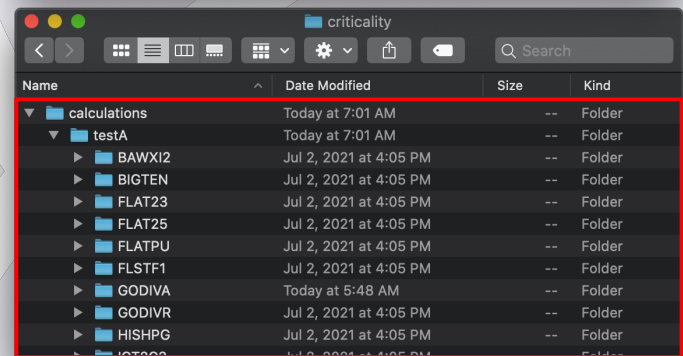 criticality
Search
Name Date Modified Size Kind
calculations Today at 7:01 AM -- Folder
testA Today at 7:01 AM -- Folder
BAWXI2 Jul 2, 2021 at 4:05 PM -- Folder
BIGTEN Jul 2, 2021 at 4:05 PM -- Folder
FLAT23 Jul 2, 2021 at 4:05 PM -- Folder
FLAT25 Jul 2, 2021 at 4:05 PM -- Folder
FLATPU Jul 2, 2021 at 4:05 PM -- Folder
FLSTF1 Jul 2, 2021 at 4:05 PM -- Folder
GODIVA Today at 5:48 AM -- Folder
GODIVR Jul 2, 2021 at 4:05 PM -- Folder
HISHPG Jul 2, 2021 at 4:05 PM -- Folder